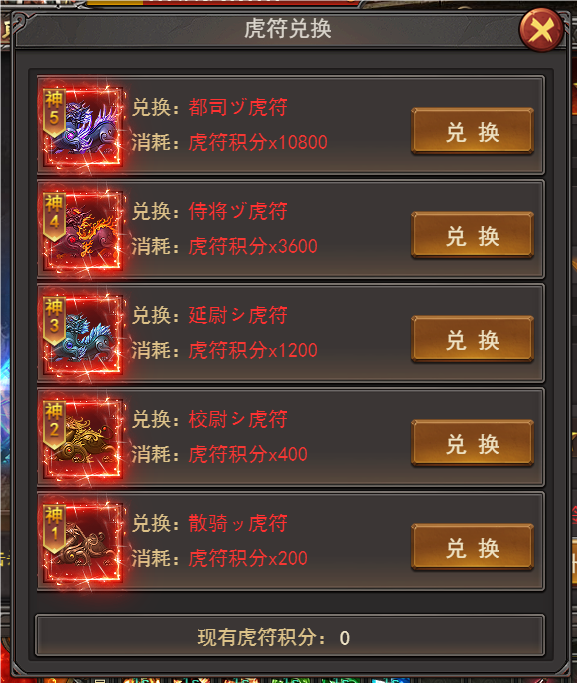 虎符兑换
神5
兑换：都司ヅ虎符
消耗：虎符积分x10800
兑换
神4
兑换：侍将ヅ虎符
消耗：虎符积分x3600
兑换
神3
兑换：延尉シ虎符
消耗：虎符积分x1200
兑换
神2
兑换：校尉シ虎符
消耗：虎符积分x400
兑换
神1
兑换：散骑ッ虎符
消耗：虎符积分x200
兑换
现有虎符积分：0